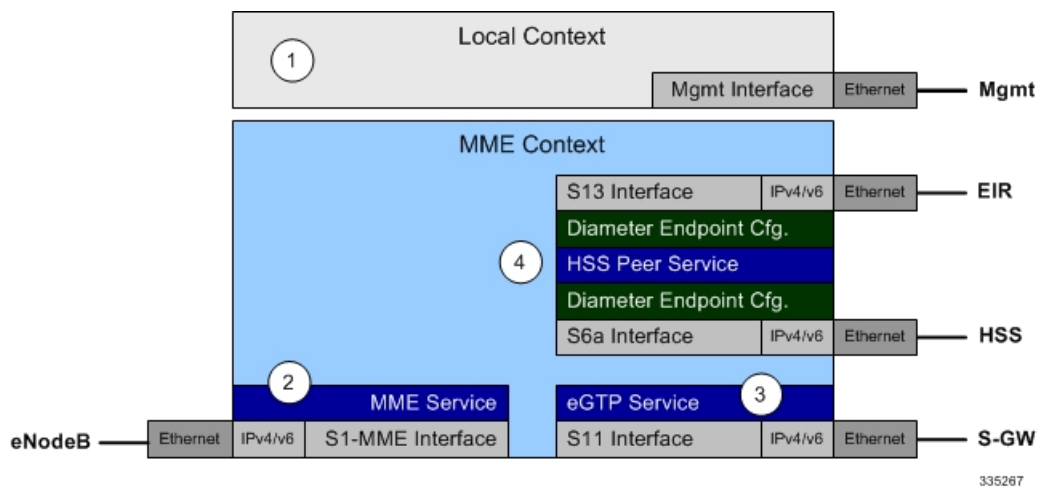 Local Context
1
Mgmt Interface Ethernet Mgmt
MME Context
S13 Interface IPv4/v6 Ethernet EIR
Diameter Endpoint Cfg.
4 HSS Peer Service
Diameter Endpoint Cfg.
S6a Interface IPv4/v6 Ethernet HSS
2 MME Service eGTP Service 3
eNodeB Ethernet IPv4/v6 S1-MME Interface S11 Interface IPv4/v6 Ethernet S-GW
335267